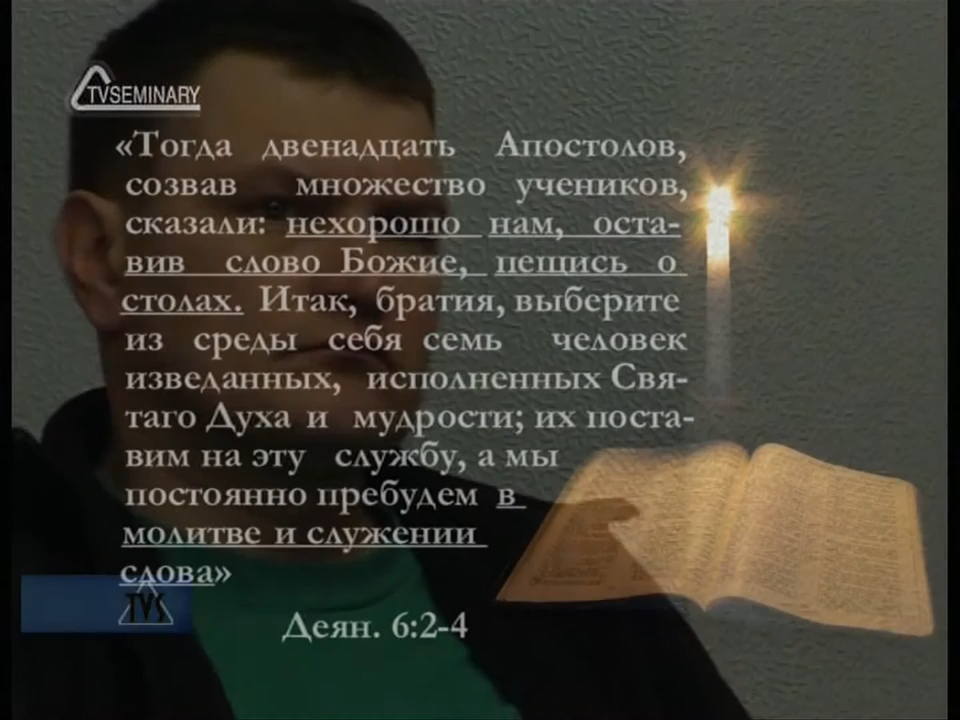 TVSEMINARY
«Тогда двенадцать Апостолов,
созвав множество учеников,
сказали: нехорошо нам, оста-
вив слово Божие, пещись о
столах. Итак, братия, выберите
из среды себя семь человек
изведанных, исполненных Свя-
таго Духа и мудрости; их поста-
вим на эту службу, а мы
постоянно пребудем в
молитве и служении
слова»
TVS
Деян. 6:2-4